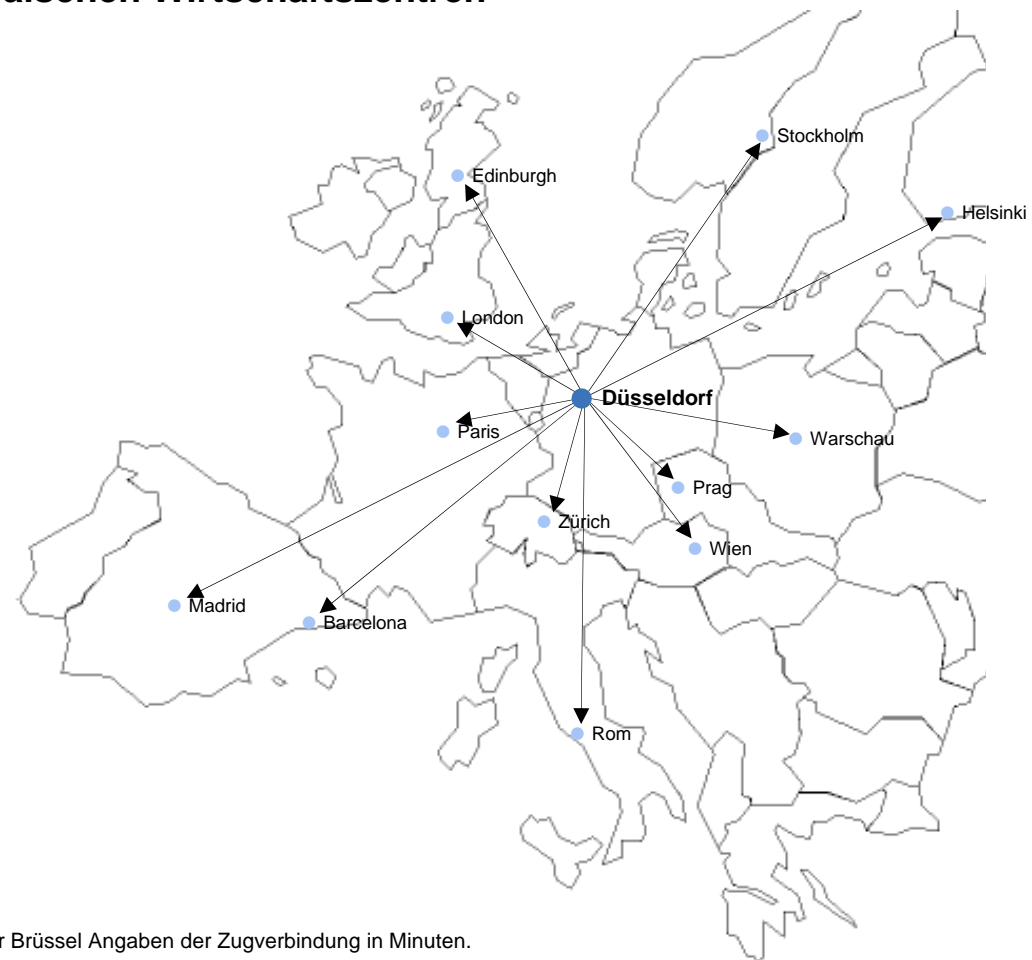 Wirtschaftszentren
Stockholm
Edinburgh
Helsinki
London
Düsseldorf
Paris
Warschau
Prag
Zürich
Wien
Madrid
Barcelona
Rom
Brüssel Angaben der Zugverbindung in Minuten.